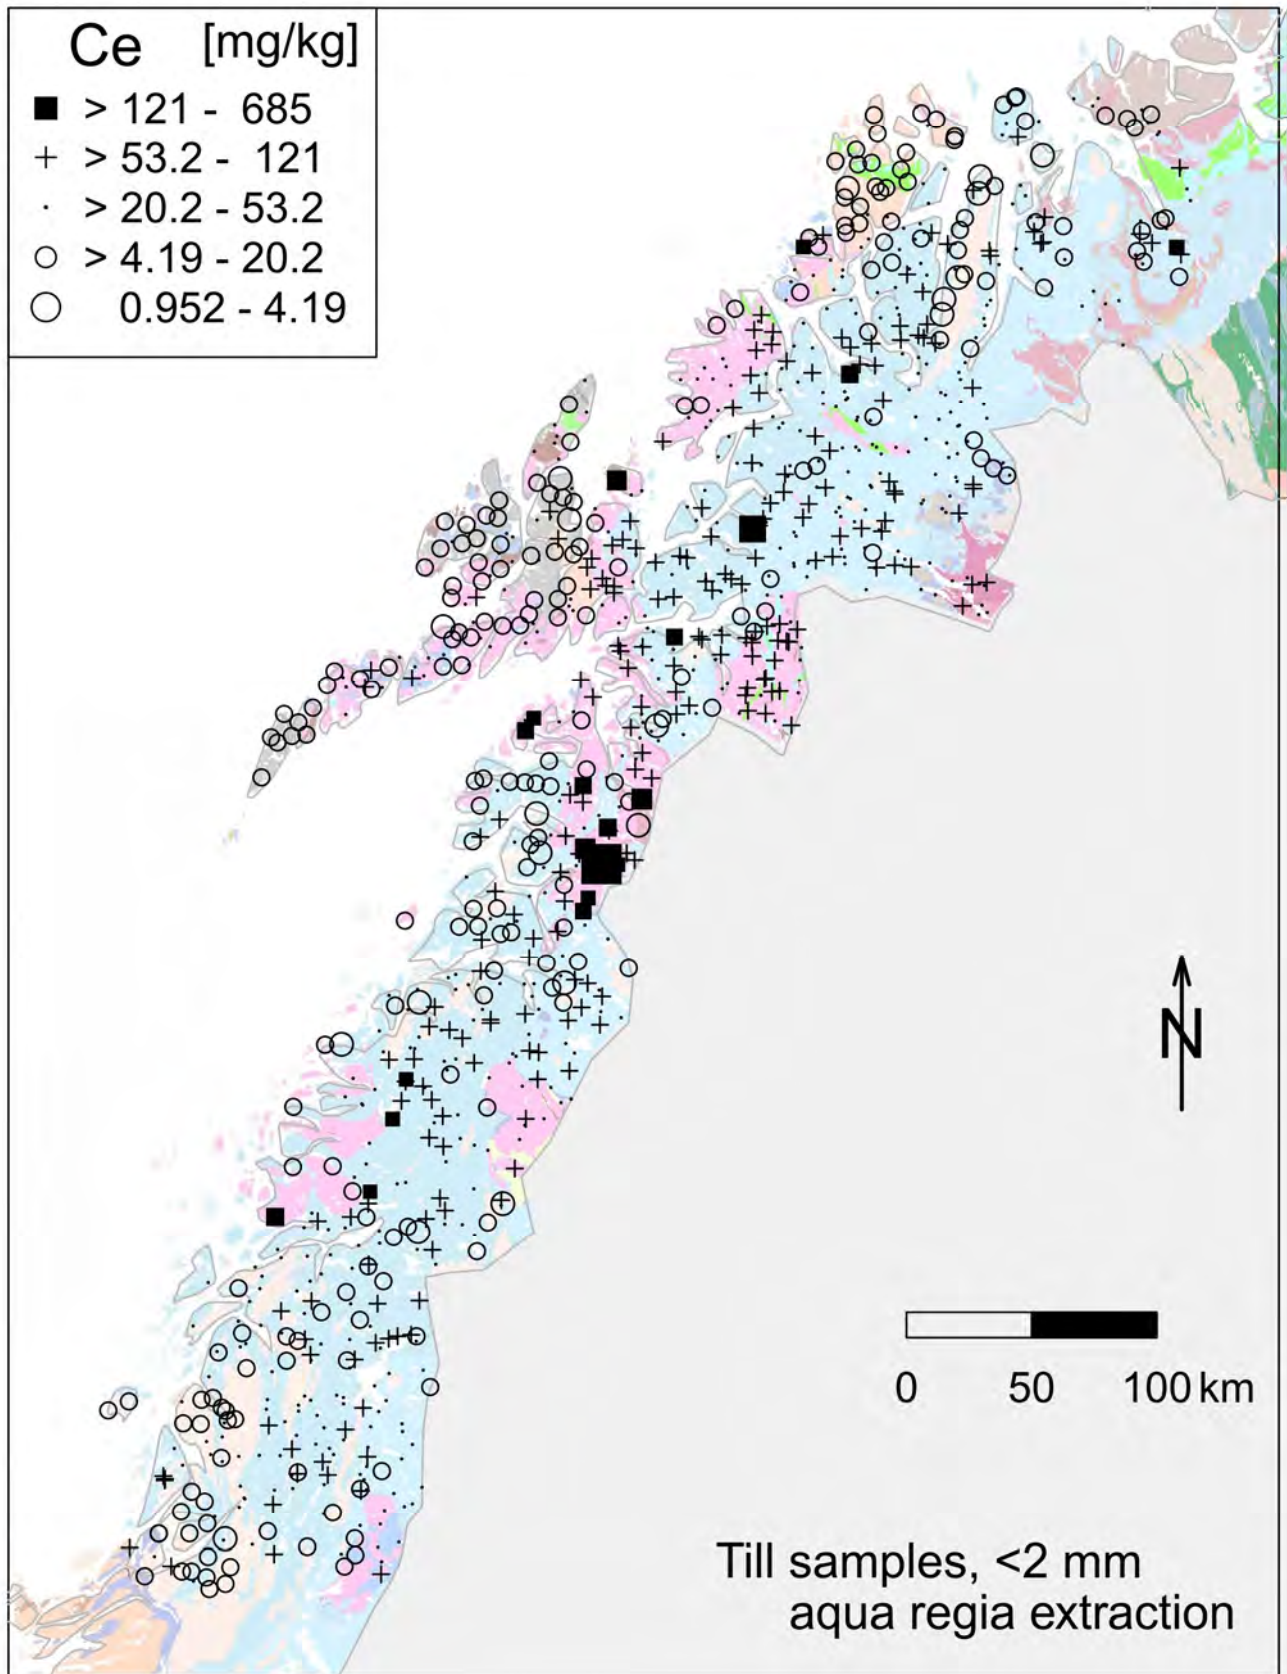 Ce [mg/kg]
> 121 - 685
> 53.2 - 121
> 20.2 - 53.2
> 4.19 - 20.2
0.952 - 4.19
N
0 50 100 km
Till samples, <2 mm
aqua regia extraction